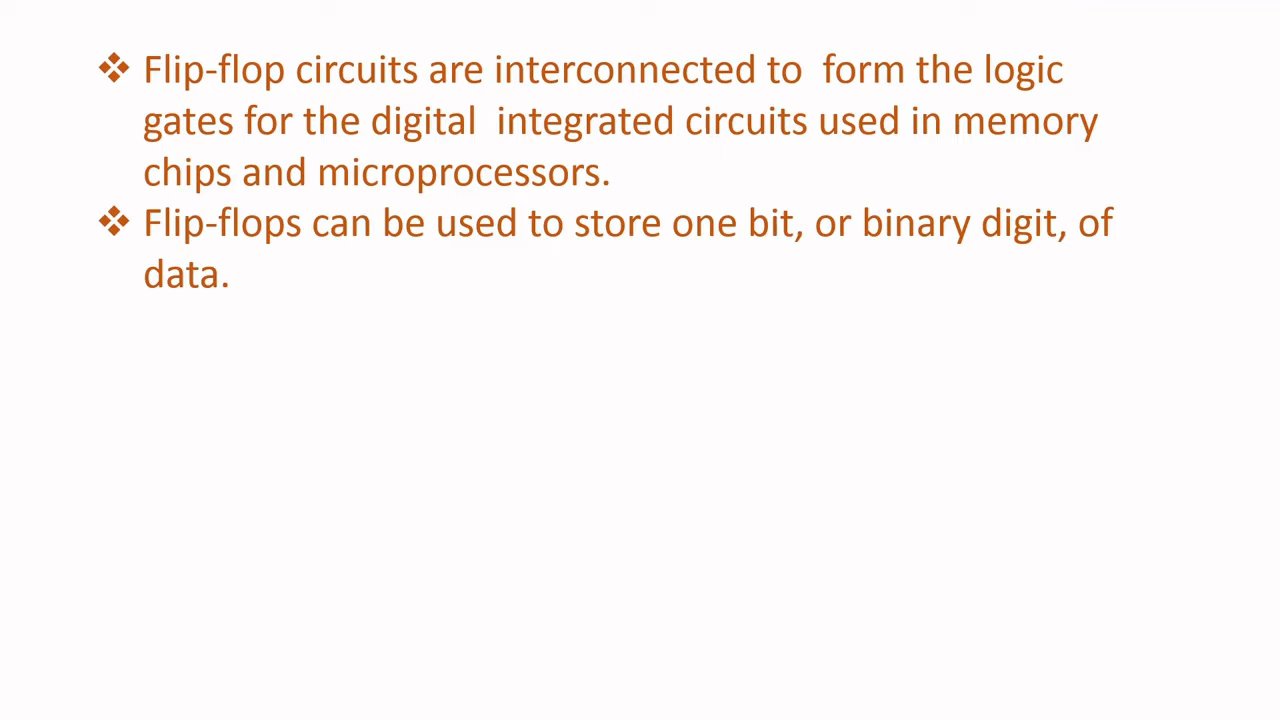 ❖ Flip-flop circuits are interconnected to  form the logic
gates for the digital  integrated circuits used in memory
chips and microprocessors.
❖ Flip-flops can be used to store one bit, or binary digit, of
data.